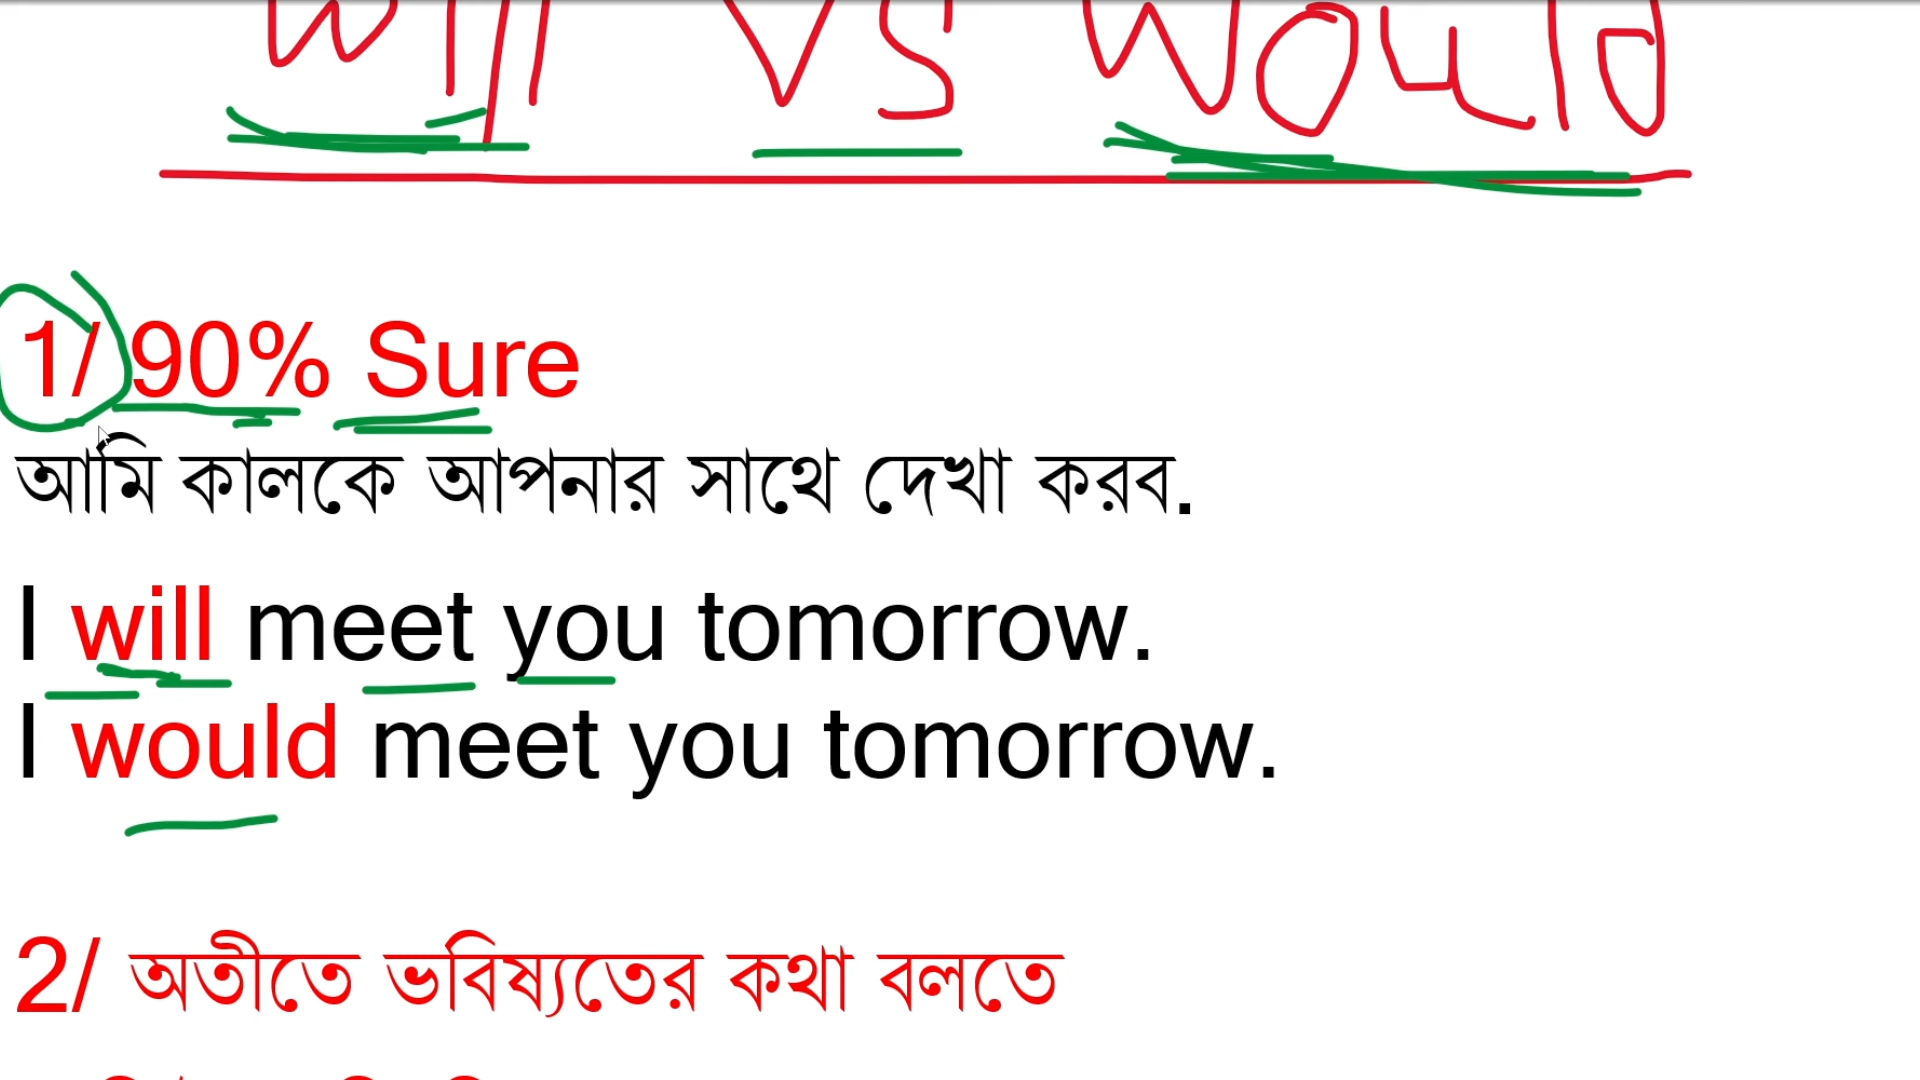 will vs would
1/ 90% Sure
আমি কালকে আপনার সাথে দেখা করব.
I will meet you tomorrow.
I would meet you tomorrow.
2/ অতীতে ভবিষ্যতের কথা বলতে